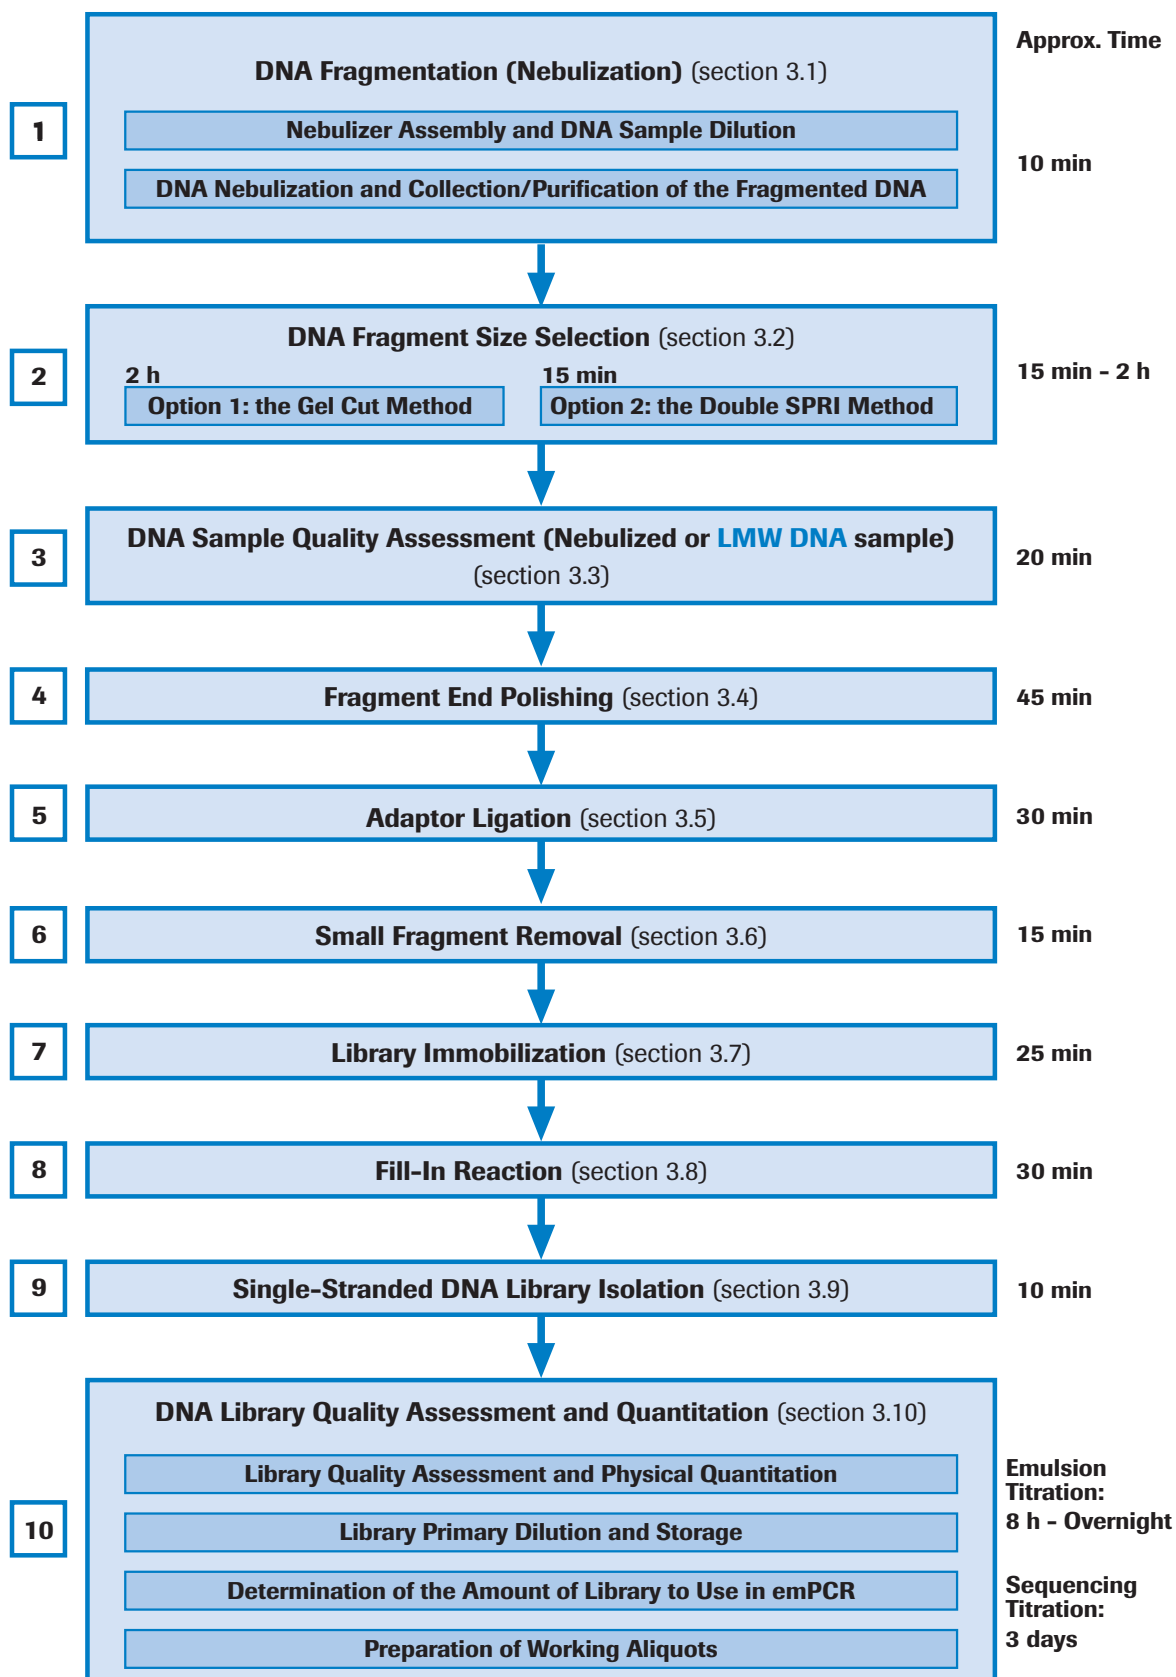 Approx. Time
DNA Fragmentation (Nebulization) (section 3.1)
1
Nebulizer Assembly and DNA Sample Dilution
10 min
DNA Nebulization and Collection/Purification of the Fragmented DNA
DNA Fragment Size Selection (section 3.2)
2
2 h
15 min
15 min - 2 h
Option 1: the Gel Cut Method
Option 2: the Double SPRI Method
DNA Sample Quality Assessment (Nebulized or LMW DNA sample)
(section 3.3)
3
20 min
4
Fragment End Polishing (section 3.4)
45 min
5
Adaptor Ligation (section 3.5)
30 min
6
Small Fragment Removal (section 3.6)
15 min
7
Library Immobilization (section 3.7)
25 min
8
Fill-In Reaction (section 3.8)
30 min
9
Single-Stranded DNA Library Isolation (section 3.9)
10 min
DNA Library Quality Assessment and Quantitation (section 3.10)
10
Library Quality Assessment and Physical Quantitation
Library Primary Dilution and Storage
Determination of the Amount of Library to Use in emPCR
Preparation of Working Aliquots
Emulsion
Titration:
8 h - Overnight
Sequencing
Titration:
3 days